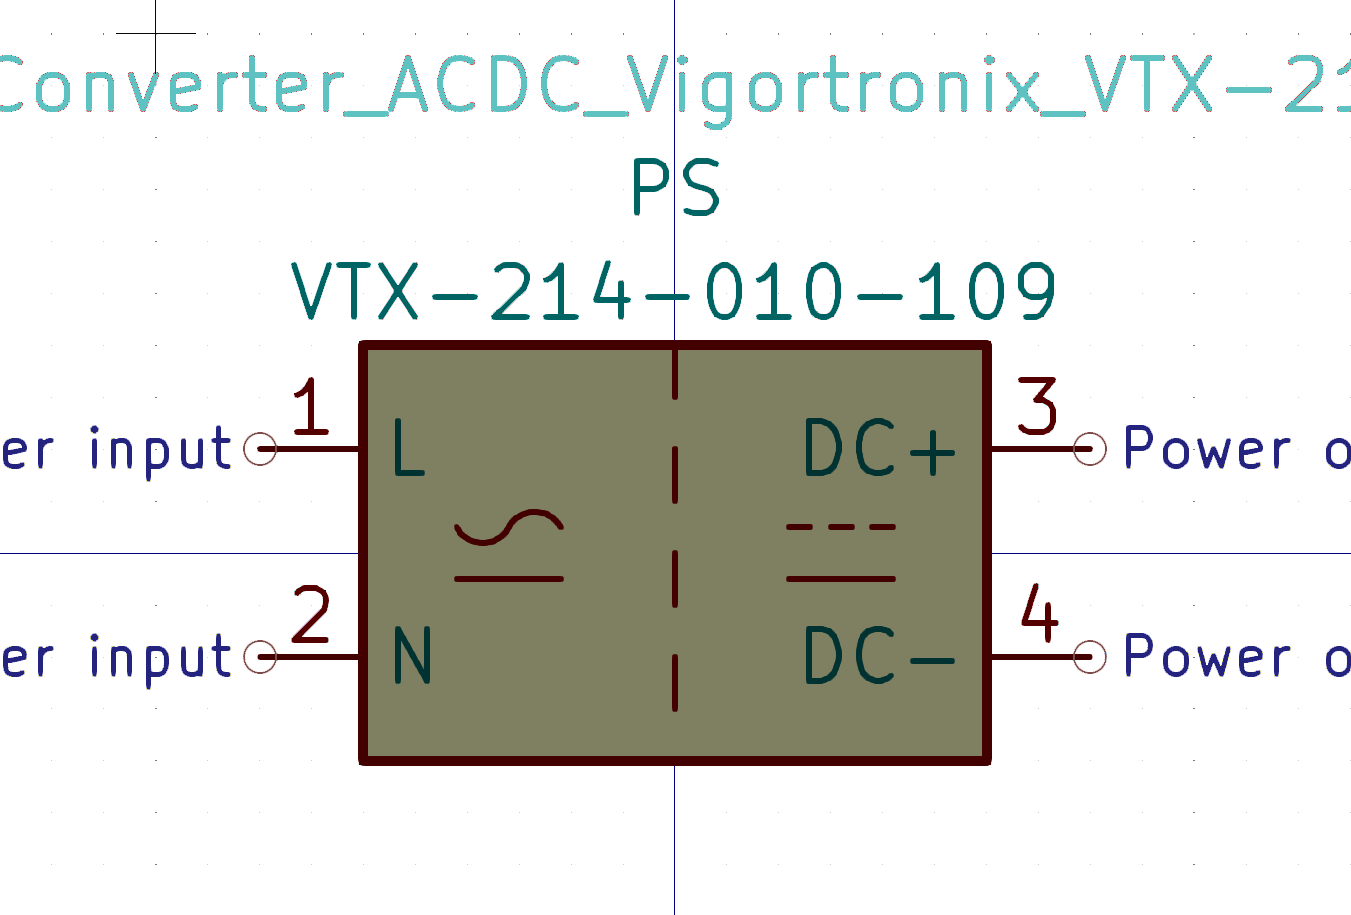 Converter_ACDC_Vigortronix_VTX-21
PS
VTX-214-010-109
1 3
er input L DC+ Power o
2 4
er input N DC- Power o